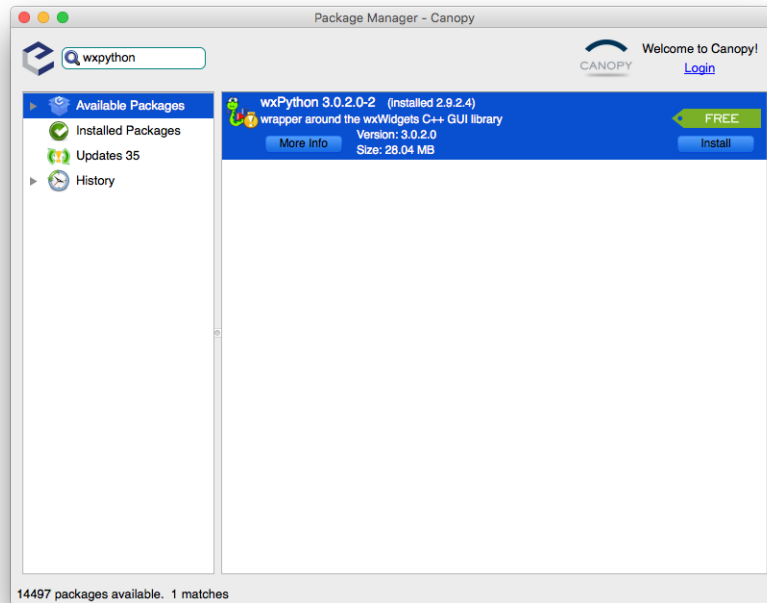 Package Manager - Canopy
wxpython
CANOPY
Welcome to Canopy!
Login
Available Packages
Installed Packages
Updates 35
History
wxPython 3.0.2.0-2 (installed 2.9.2.4)
wrapper around the wxWidgets C++ GUI library
More Info
Version: 3.0.2.0
Size: 28.04 MB
FREE
Install
14497 packages available. 1 matches